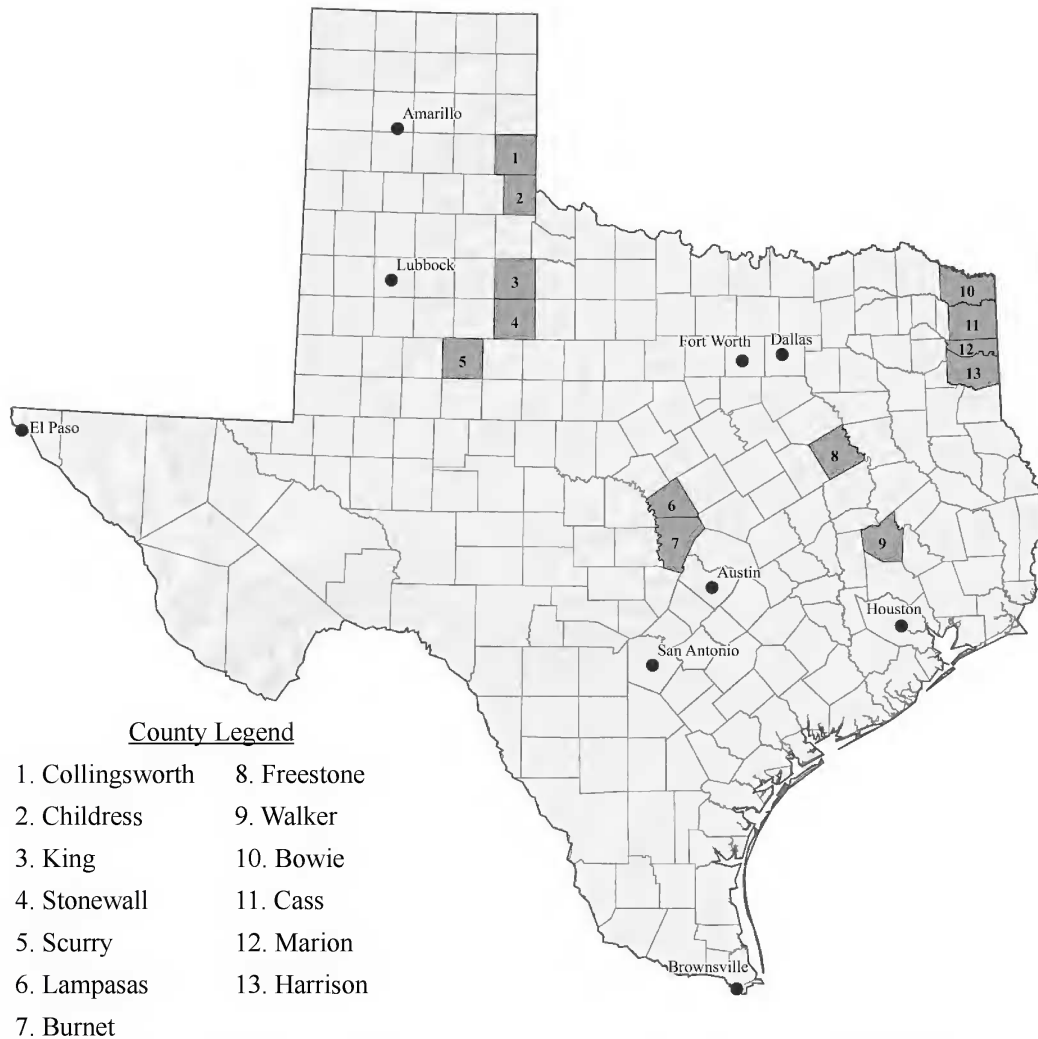 Amarillo
1
2
Lubbock
3
4
5
10
11
12
13
Fort Worth
Dallas
El Paso
8
6
7
9
Austin
Houston
San Antonio
Brownsville
County Legend
1. Collingsworth
2. Childress
3. King
4. Stonewall
5. Scurry
6. Lampasas
7. Burnet
8. Freestone
9. Walker
10. Bowie
11. Cass
12. Marion
13. Harrison